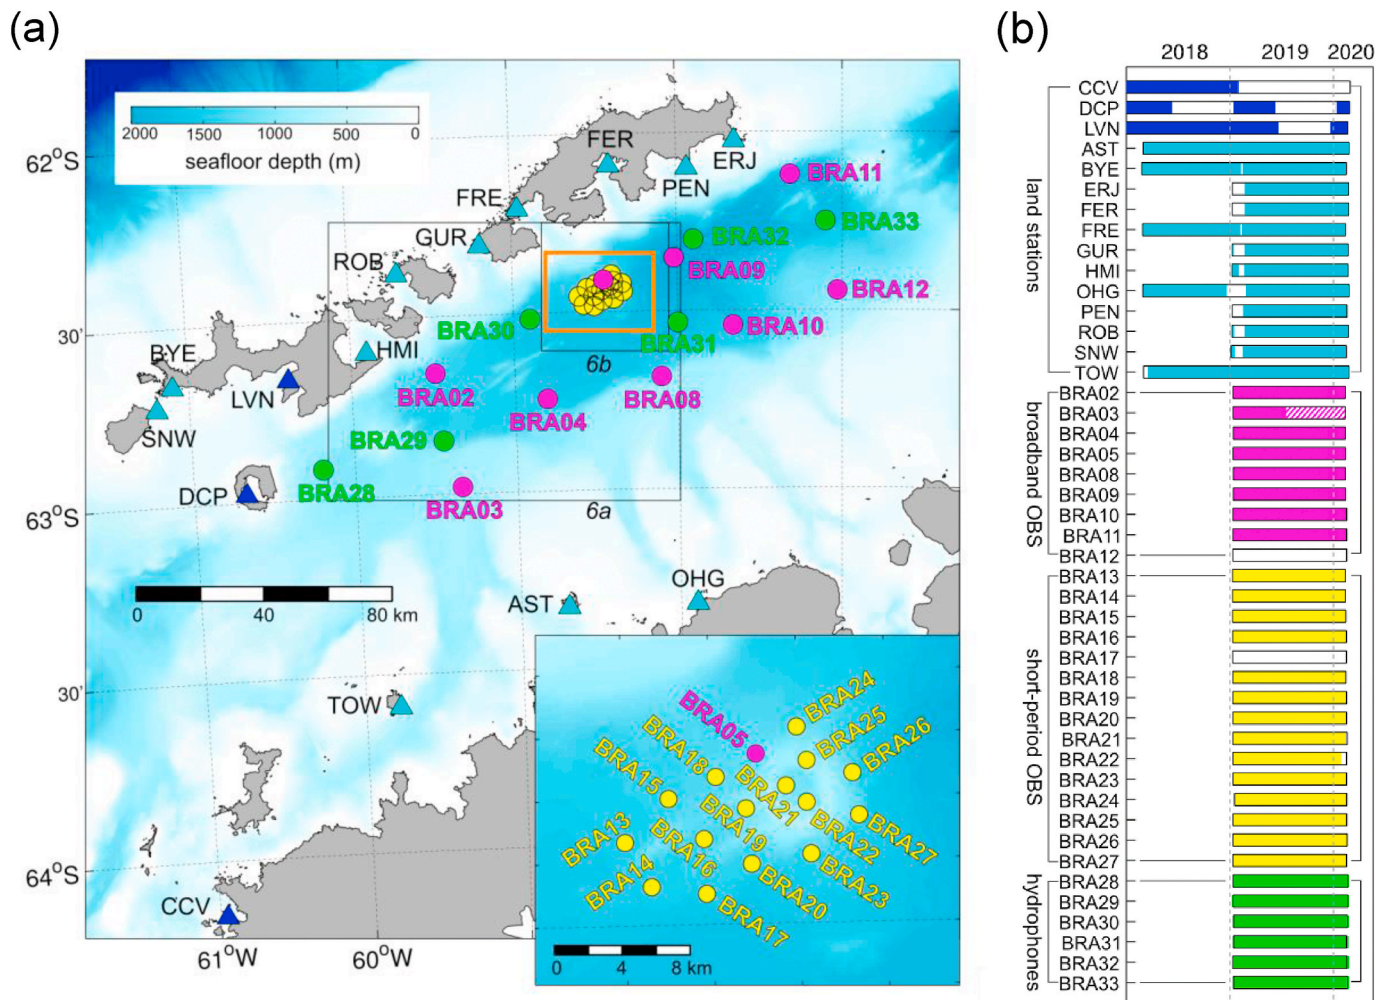 (a)
2000 1500 1000 500 0
seafloor depth (m)
62°S
30'
63°S
30'
64°S
61°W
60°W
FER
ERJ
PEN
BRA11
FRE
BRA33
GUR
BRA32
ROB
BRA09
BRA12
BRA30
BRA10
BRA31
HMI
BYE
6b
LVN
BRA02
BRA08
BRA04
SNW
BRA29
DCP
BRA28
BRA03
6a
0 40 80 km
AST
OHG
TOW
CCV
BRA24
BRA05
BRA25
BRA26
BRA18
BRA15
BRA21
BRA19
BRA22
BRA27
BRA13
BRA16
BRA14
BRA23
BRA20
BRA17
0 4 8 km
(b)
2018 2019 2020
land stations
CCV
DCP
LVN
AST
BYE
ERJ
FER
FRE
GUR
HMI
OHG
PEN
ROB
SNW
TOW
broadband OBS
BRA02
BRA03
BRA04
BRA05
BRA08
BRA09
BRA10
BRA11
BRA12
short-period OBS
BRA13
BRA14
BRA15
BRA16
BRA17
BRA18
BRA19
BRA20
BRA21
BRA22
BRA23
BRA24
BRA25
BRA26
BRA27
hydrophones
BRA28
BRA29
BRA30
BRA31
BRA32
BRA33